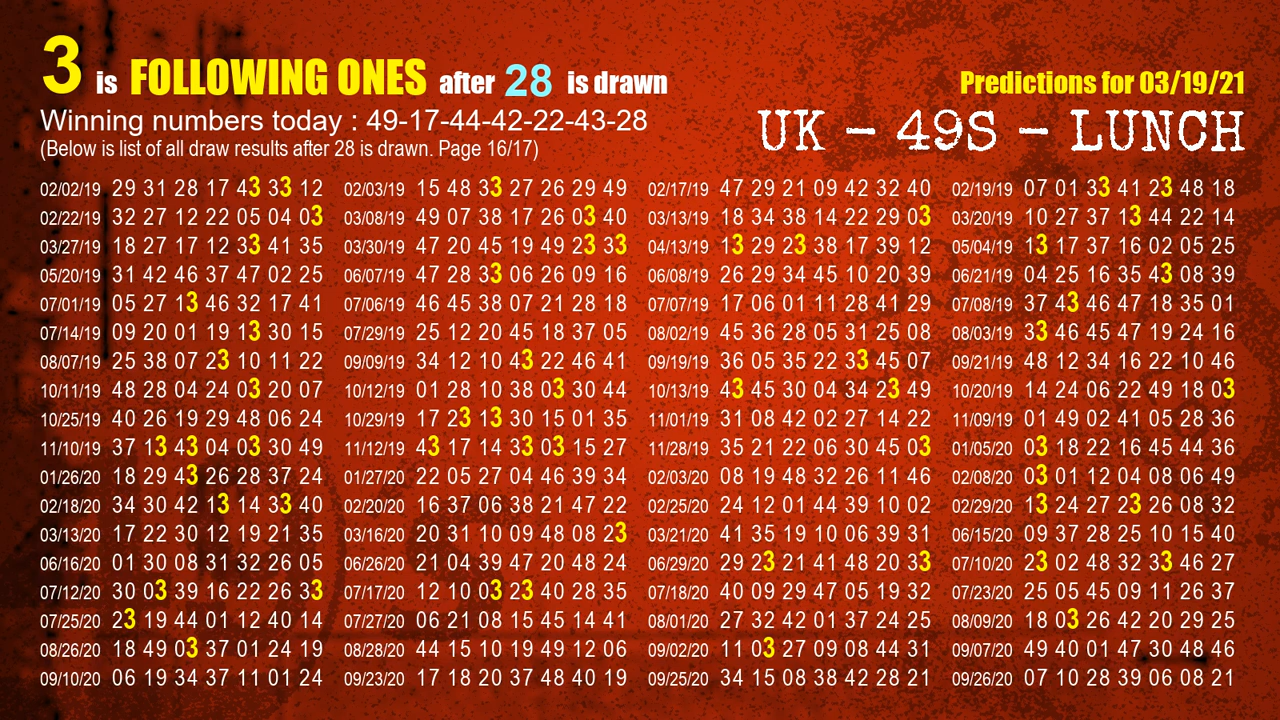 3 is FOLLOWING ONES after 28 is drawn
Predictions for 03/19/21
Winning numbers today : 49-17-44-42-22-43-28
UK - 49S - LUNCH
(Below is list of all draw results after 28 is drawn. Page 16/17)
02/02/19 29 31 28 17 43 33 12 02/03/19 15 48 33 27 26 29 49 02/17/19 47 29 21 09 42 32 40 02/19/19 07 01 33 41 23 48 18
02/22/19 32 27 12 22 05 04 03 03/08/19 49 07 38 17 26 03 40 03/13/19 18 34 38 14 22 29 03 03/20/19 10 27 37 13 44 22 14
03/27/19 18 27 17 12 33 41 35 03/30/19 47 20 45 19 49 23 33 04/13/19 13 29 23 38 17 39 12 05/04/19 13 17 37 16 02 05 25
05/20/19 31 42 46 37 47 02 25 06/07/19 47 28 33 06 26 09 16 06/08/19 26 29 34 45 10 20 39 06/21/19 04 25 16 35 43 08 39
07/01/19 05 27 13 46 32 17 41 07/06/19 46 45 38 07 21 28 18 07/07/19 17 06 01 11 28 41 29 07/08/19 37 43 46 47 18 35 01
07/14/19 09 20 01 19 13 30 15 07/29/19 25 12 20 45 18 37 05 08/02/19 45 36 28 05 31 25 08 08/03/19 33 46 45 47 19 24 16
08/07/19 25 38 07 23 10 11 22 09/09/19 34 12 10 43 22 46 41 09/19/19 36 05 35 22 33 45 07 09/21/19 48 12 34 16 22 10 46
10/11/19 48 28 04 24 03 20 07 10/12/19 01 28 10 38 03 30 44 10/13/19 43 45 30 04 34 23 49 10/20/19 14 24 06 22 49 18 03
10/25/19 40 26 19 29 48 06 24 10/29/19 17 23 13 30 15 01 35 11/01/19 31 08 42 02 27 14 22 11/09/19 01 49 02 41 05 28 36
11/10/19 37 13 43 04 03 30 49 11/12/19 43 17 14 33 03 15 27 11/28/19 35 21 22 06 30 45 03 01/05/20 03 18 22 16 45 44 36
01/26/20 18 29 43 26 28 37 24 01/27/20 22 05 27 04 46 39 34 02/03/20 08 19 48 32 26 11 46 02/08/20 03 01 12 04 08 06 49
02/18/20 34 30 42 13 14 33 40 02/20/20 16 37 06 38 21 47 22 02/25/20 24 12 01 44 39 10 02 02/29/20 13 24 27 23 26 08 32
03/13/20 17 22 30 12 19 21 35 03/16/20 20 31 10 09 48 08 23 03/21/20 41 35 19 10 06 39 31 06/15/20 09 37 28 25 10 15 40
06/16/20 01 30 08 31 32 26 05 06/26/20 21 04 39 47 20 48 24 06/29/20 29 23 21 41 48 20 33 07/10/20 23 02 48 32 33 46 27
07/12/20 30 03 39 16 22 26 33 07/17/20 12 10 03 23 40 28 35 07/18/20 40 09 29 47 05 19 32 07/23/20 25 05 45 09 11 26 37
07/25/20 23 19 44 01 12 40 14 07/27/20 06 21 08 15 45 14 41 08/01/20 27 32 42 01 37 24 25 08/09/20 18 03 26 42 20 29 25
08/26/20 18 49 03 37 01 24 19 08/28/20 44 15 10 19 49 12 06 09/02/20 11 03 27 09 08 44 31 09/07/20 49 40 01 47 30 48 46
09/10/20 06 19 34 37 11 01 24 09/23/20 17 18 20 37 48 40 19 09/25/20 34 15 08 38 42 28 21 09/26/20 07 10 28 39 06 08 21